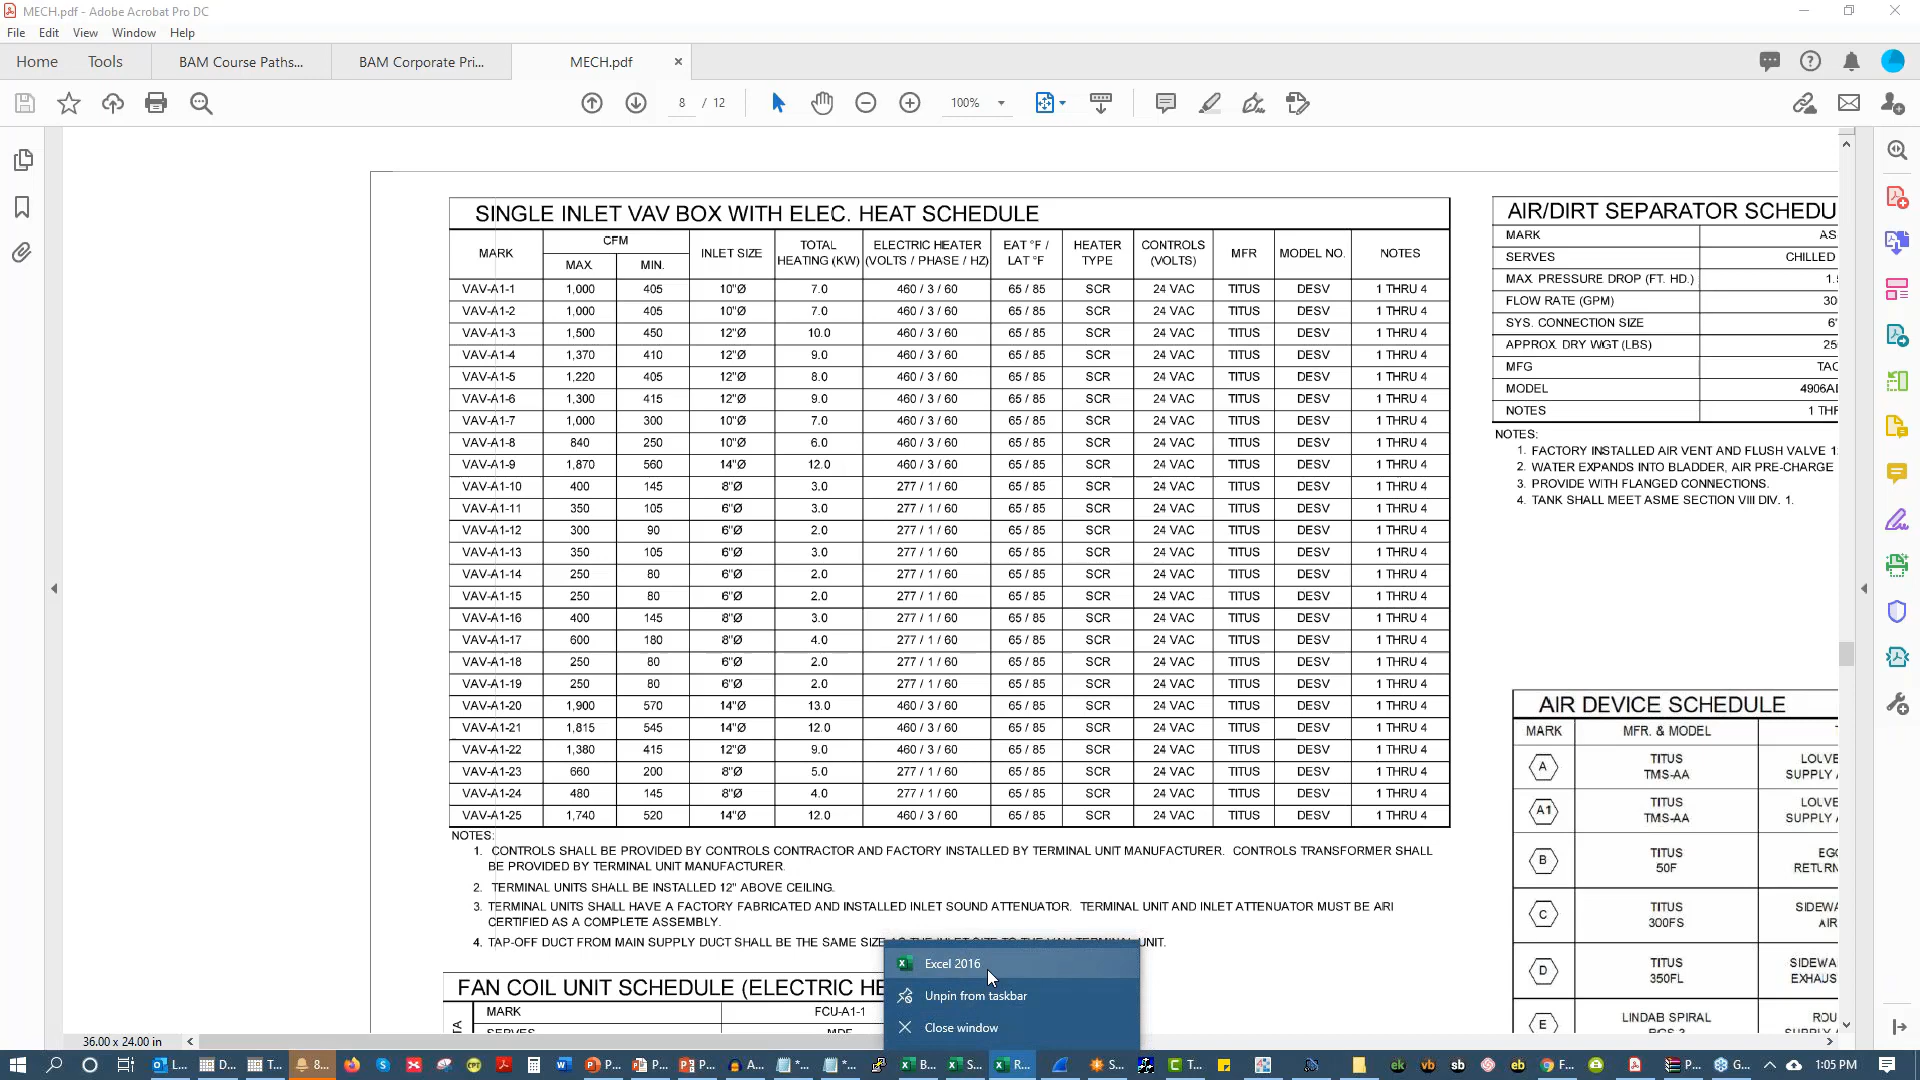 MECH.pdf - Adobe Acrobat Pro DC
File Edit View Window Help
Home Tools BAM Course Paths... BAM Corporate Pri... MECH.pdf
8 / 12 100%
SINGLE INLET VAV BOX WITH ELEC. HEAT SCHEDULE
MARK CFM MAX. MIN. INLET SIZE TOTAL HEATING (KW) ELECTRIC HEATER (VOLTS / PHASE / HZ) EAT °F / LAT °F HEATER TYPE CONTROLS (VOLTS) MFR MODEL NO. NOTES
VAV-A1-1 1,000 405 10"Ø 7.0 460 / 3 / 60 65 / 85 SCR 24 VAC TITUS DESV 1 THRU 4
VAV-A1-2 1,000 405 10"Ø 7.0 460 / 3 / 60 65 / 85 SCR 24 VAC TITUS DESV 1 THRU 4
VAV-A1-3 1,500 450 12"Ø 10.0 460 / 3 / 60 65 / 85 SCR 24 VAC TITUS DESV 1 THRU 4
VAV-A1-4 1,370 410 12"Ø 9.0 460 / 3 / 60 65 / 85 SCR 24 VAC TITUS DESV 1 THRU 4
VAV-A1-5 1,220 405 12"Ø 8.0 460 / 3 / 60 65 / 85 SCR 24 VAC TITUS DESV 1 THRU 4
VAV-A1-6 1,300 415 12"Ø 9.0 460 / 3 / 60 65 / 85 SCR 24 VAC TITUS DESV 1 THRU 4
VAV-A1-7 1,000 300 10"Ø 7.0 460 / 3 / 60 65 / 85 SCR 24 VAC TITUS DESV 1 THRU 4
VAV-A1-8 840 250 10"Ø 6.0 460 / 3 / 60 65 / 85 SCR 24 VAC TITUS DESV 1 THRU 4
VAV-A1-9 1,870 560 14"Ø 12.0 460 / 3 / 60 65 / 85 SCR 24 VAC TITUS DESV 1 THRU 4
VAV-A1-10 400 145 8"Ø 3.0 277 / 1 / 60 65 / 85 SCR 24 VAC TITUS DESV 1 THRU 4
VAV-A1-11 350 105 6"Ø 3.0 277 / 1 / 60 65 / 85 SCR 24 VAC TITUS DESV 1 THRU 4
VAV-A1-12 300 90 6"Ø 2.0 277 / 1 / 60 65 / 85 SCR 24 VAC TITUS DESV 1 THRU 4
VAV-A1-13 350 105 6"Ø 3.0 277 / 1 / 60 65 / 85 SCR 24 VAC TITUS DESV 1 THRU 4
VAV-A1-14 250 80 6"Ø 2.0 277 / 1 / 60 65 / 85 SCR 24 VAC TITUS DESV 1 THRU 4
VAV-A1-15 250 80 6"Ø 2.0 277 / 1 / 60 65 / 85 SCR 24 VAC TITUS DESV 1 THRU 4
VAV-A1-16 400 145 8"Ø 3.0 277 / 1 / 60 65 / 85 SCR 24 VAC TITUS DESV 1 THRU 4
VAV-A1-17 600 180 8"Ø 4.0 277 / 1 / 60 65 / 85 SCR 24 VAC TITUS DESV 1 THRU 4
VAV-A1-18 250 80 6"Ø 2.0 277 / 1 / 60 65 / 85 SCR 24 VAC TITUS DESV 1 THRU 4
VAV-A1-19 250 80 6"Ø 2.0 277 / 1 / 60 65 / 85 SCR 24 VAC TITUS DESV 1 THRU 4
VAV-A1-20 1,900 570 14"Ø 13.0 460 / 3 / 60 65 / 85 SCR 24 VAC TITUS DESV 1 THRU 4
VAV-A1-21 1,815 545 14"Ø 12.0 460 / 3 / 60 65 / 85 SCR 24 VAC TITUS DESV 1 THRU 4
VAV-A1-22 1,380 415 12"Ø 9.0 460 / 3 / 60 65 / 85 SCR 24 VAC TITUS DESV 1 THRU 4
VAV-A1-23 660 200 8"Ø 5.0 277 / 1 / 60 65 / 85 SCR 24 VAC TITUS DESV 1 THRU 4
VAV-A1-24 480 145 8"Ø 4.0 277 / 1 / 60 65 / 85 SCR 24 VAC TITUS DESV 1 THRU 4
VAV-A1-25 1,740 520 14"Ø 12.0 460 / 3 / 60 65 / 85 SCR 24 VAC TITUS DESV 1 THRU 4
NOTES:
1. CONTROLS SHALL BE PROVIDED BY CONTROLS CONTRACTOR AND FACTORY INSTALLED BY TERMINAL UNIT MANUFACTURER. CONTROLS TRANSFORMER SHALL
BE PROVIDED BY TERMINAL UNIT MANUFACTURER.
2. TERMINAL UNITS SHALL BE INSTALLED 12" ABOVE CEILING.
3. TERMINAL UNITS SHALL HAVE A FACTORY FABRICATED AND INSTALLED INLET SOUND ATTENUATOR. TERMINAL UNIT AND INLET ATTENUATOR MUST BE ARI
CERTIFIED AS A COMPLETE ASSEMBLY.
4. TAP-OFF DUCT FROM MAIN SUPPLY DUCT SHALL BE THE SAME SIZE AS THE INLET SIZE TO THE VAV TERMINAL UNIT.
FAN COIL UNIT SCHEDULE (ELECTRIC HE
MARK FCU-A1-1
SERVES MDF
AIR/DIRT SEPARATOR SCHEDU
MARK AS
SERVES CHILLED
MAX. PRESSURE DROP (FT. HD.) 1.
FLOW RATE (GPM) 30
SYS. CONNECTION SIZE 6"
APPROX. DRY WGT (LBS) 25
MFG TAC
MODEL 4906A
NOTES 1 THR
NOTES:
1. FACTORY INSTALLED AIR VENT AND FLUSH VALVE 1
2. WATER EXPANDS INTO BLADDER, AIR PRE-CHARGE
3. PROVIDE WITH FLANGED CONNECTIONS.
4. TANK SHALL MEET ASME SECTION VIII DIV. 1.
AIR DEVICE SCHEDULE
MARK MFR. & MODEL
A TITUS TMS-AA LOUVE SUPPLY
A1 TITUS TMS-AA LOUVE SUPPLY
B TITUS 50F EGG RETURN
C TITUS 300FS SIDEWA AIR
D TITUS 350FL SIDEWA EXHAUS
E LINDAB SPIRAL ROU
Excel 2016
Unpin from taskbar
Close window
36.00 x 24.00 in
L... D... T... 8... P... P... P... A... B... S... R... S... T... ek vb sb eb F... P... G... 1:05 PM